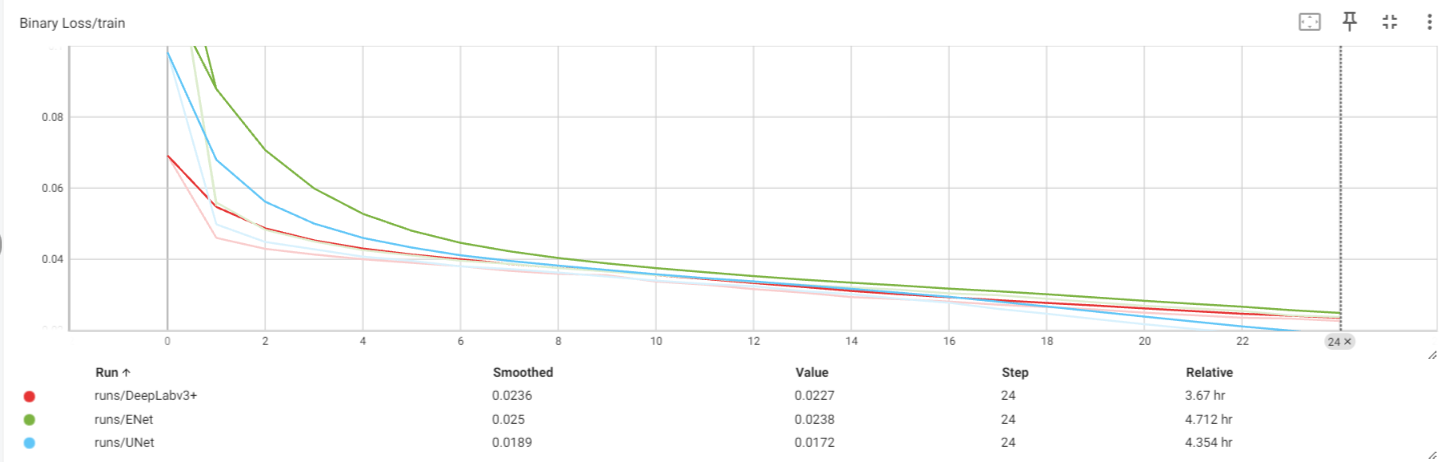 Binary Loss/train
0.08
0.06
0.04
0 2 4 6 8 10 12 14 16 18 20 22 24 ×
Run ↑ Smoothed Value Step Relative
runs/DeepLabv3+ 0.0236 0.0227 24 3.67 hr
runs/ENet 0.025 0.0238 24 4.712 hr
runs/UNet 0.0189 0.0172 24 4.354 hr